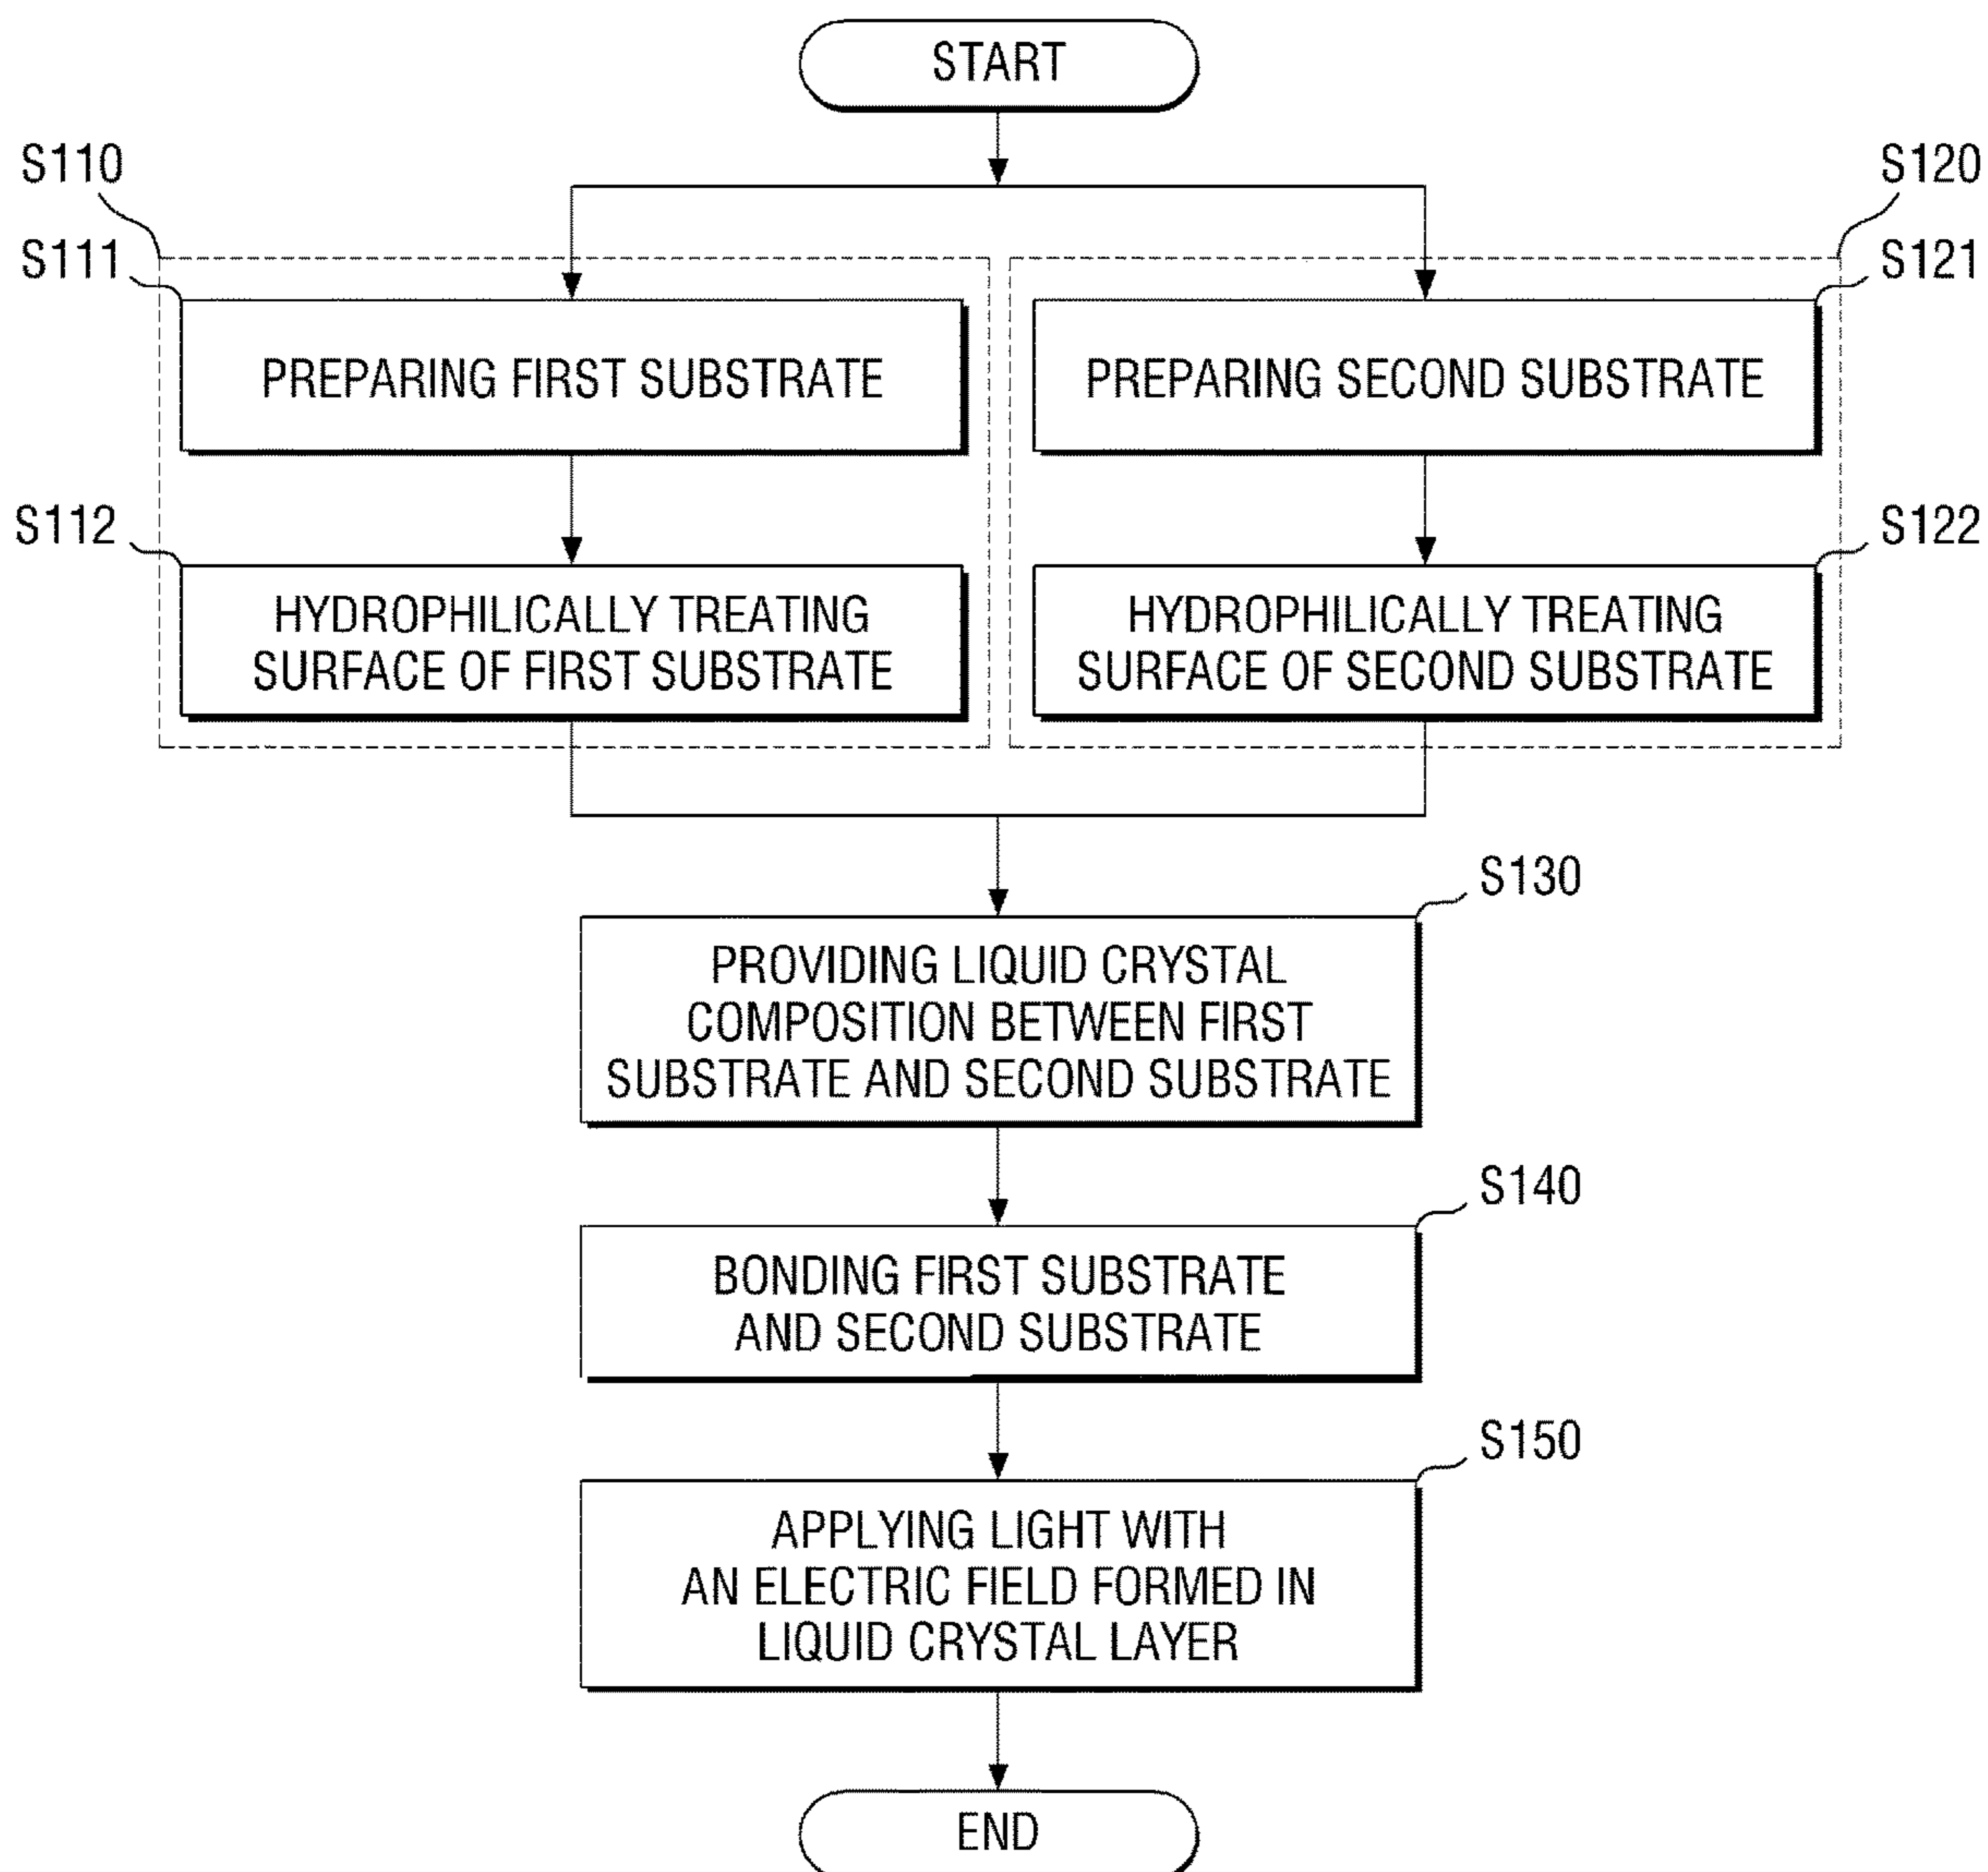 START
S110
S120
S111
S121
PREPARING FIRST SUBSTRATE
PREPARING SECOND SUBSTRATE
S112
S122
HYDROPHILICALLY TREATING
SURFACE OF FIRST SUBSTRATE
HYDROPHILICALLY TREATING
SURFACE OF SECOND SUBSTRATE
S130
PROVIDING LIQUID CRYSTAL
COMPOSITION BETWEEN FIRST
SUBSTRATE AND SECOND SUBSTRATE
S140
BONDING FIRST SUBSTRATE
AND SECOND SUBSTRATE
S150
APPLYING LIGHT WITH
AN ELECTRIC FIELD FORMED IN
LIQUID CRYSTAL LAYER
END